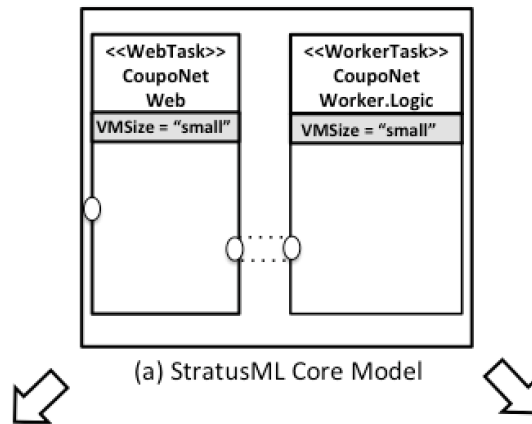 <<WebTask>>
CoupoNet
Web
VMSize = “small”
<<WorkerTask>>
CoupoNet
Worker.Logic
VMSize = “small”
(a) StratusML Core Model